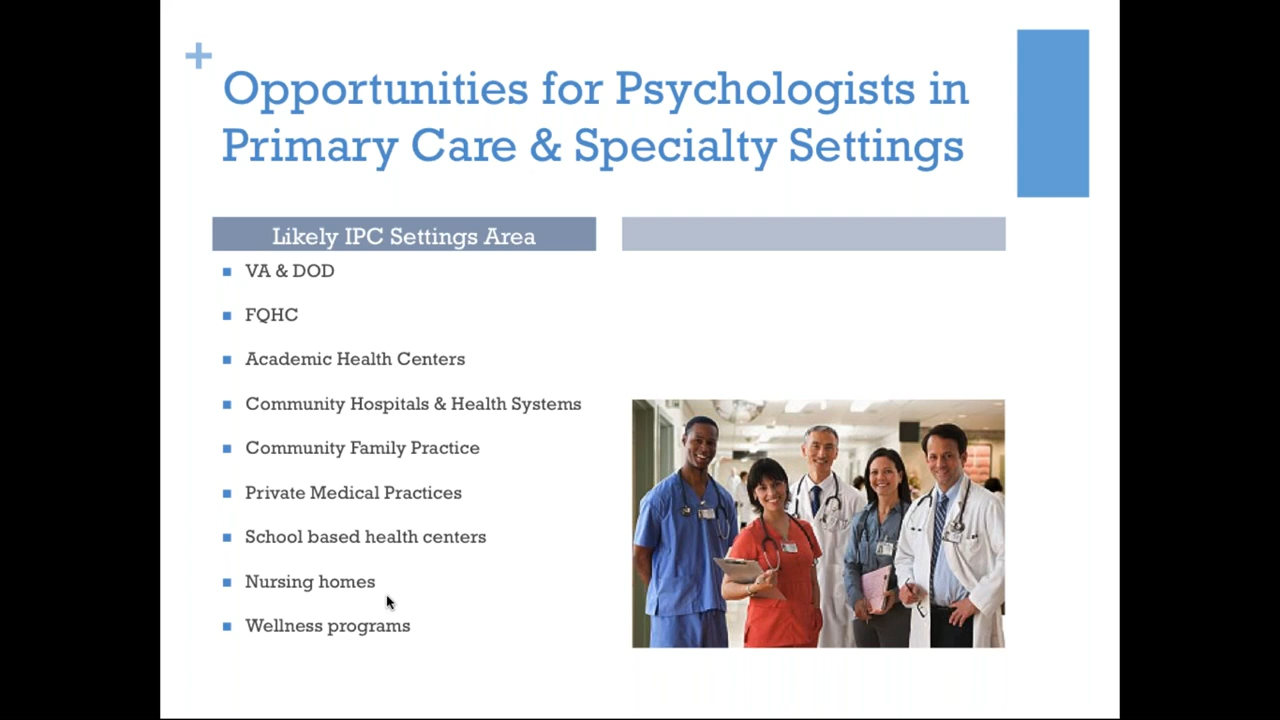 +
Opportunities for Psychologists in
Primary Care & Specialty Settings
Likely IPC Settings Area
VA & DOD
FQHC
Academic Health Centers
Community Hospitals & Health Systems
Community Family Practice
Private Medical Practices
School based health centers
Nursing homes
Wellness programs